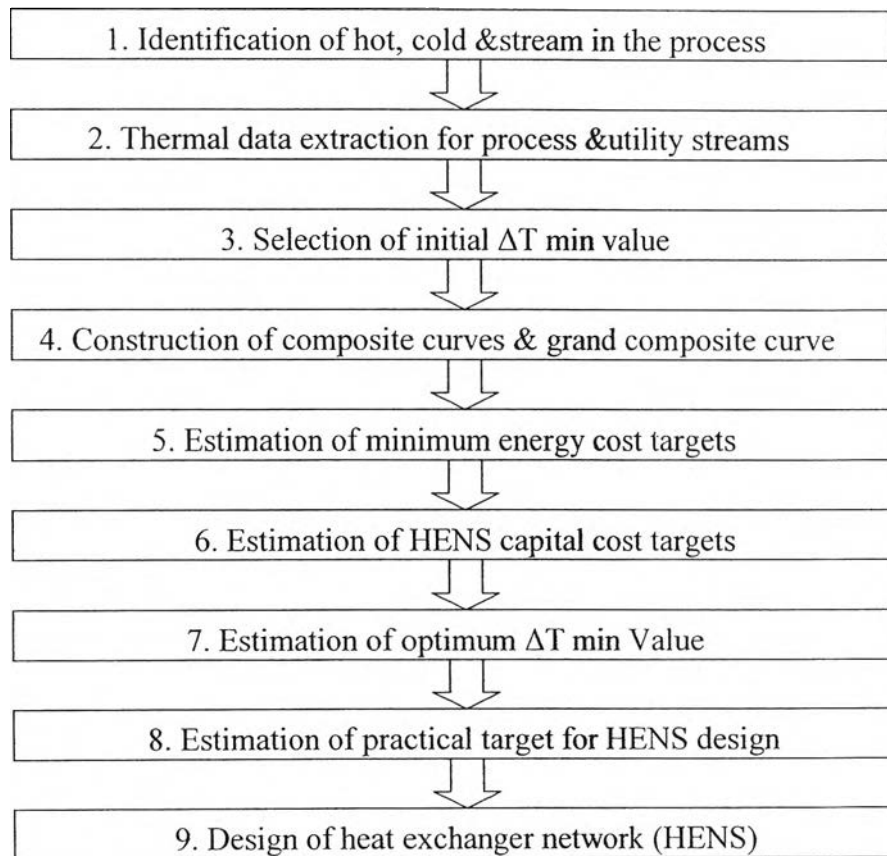 1. Identification of hot, cold &stream in the process
2. Thermal data extraction for process &utility streams
3. Selection of initial ΔT min value
4. Construction of composite curves & grand composite curve
5. Estimation of minimum energy cost targets
6. Estimation of HENS capital cost targets
7. Estimation of optimum ΔT min Value
8. Estimation of practical target for HENS design
9. Design of heat exchanger network (HENS)